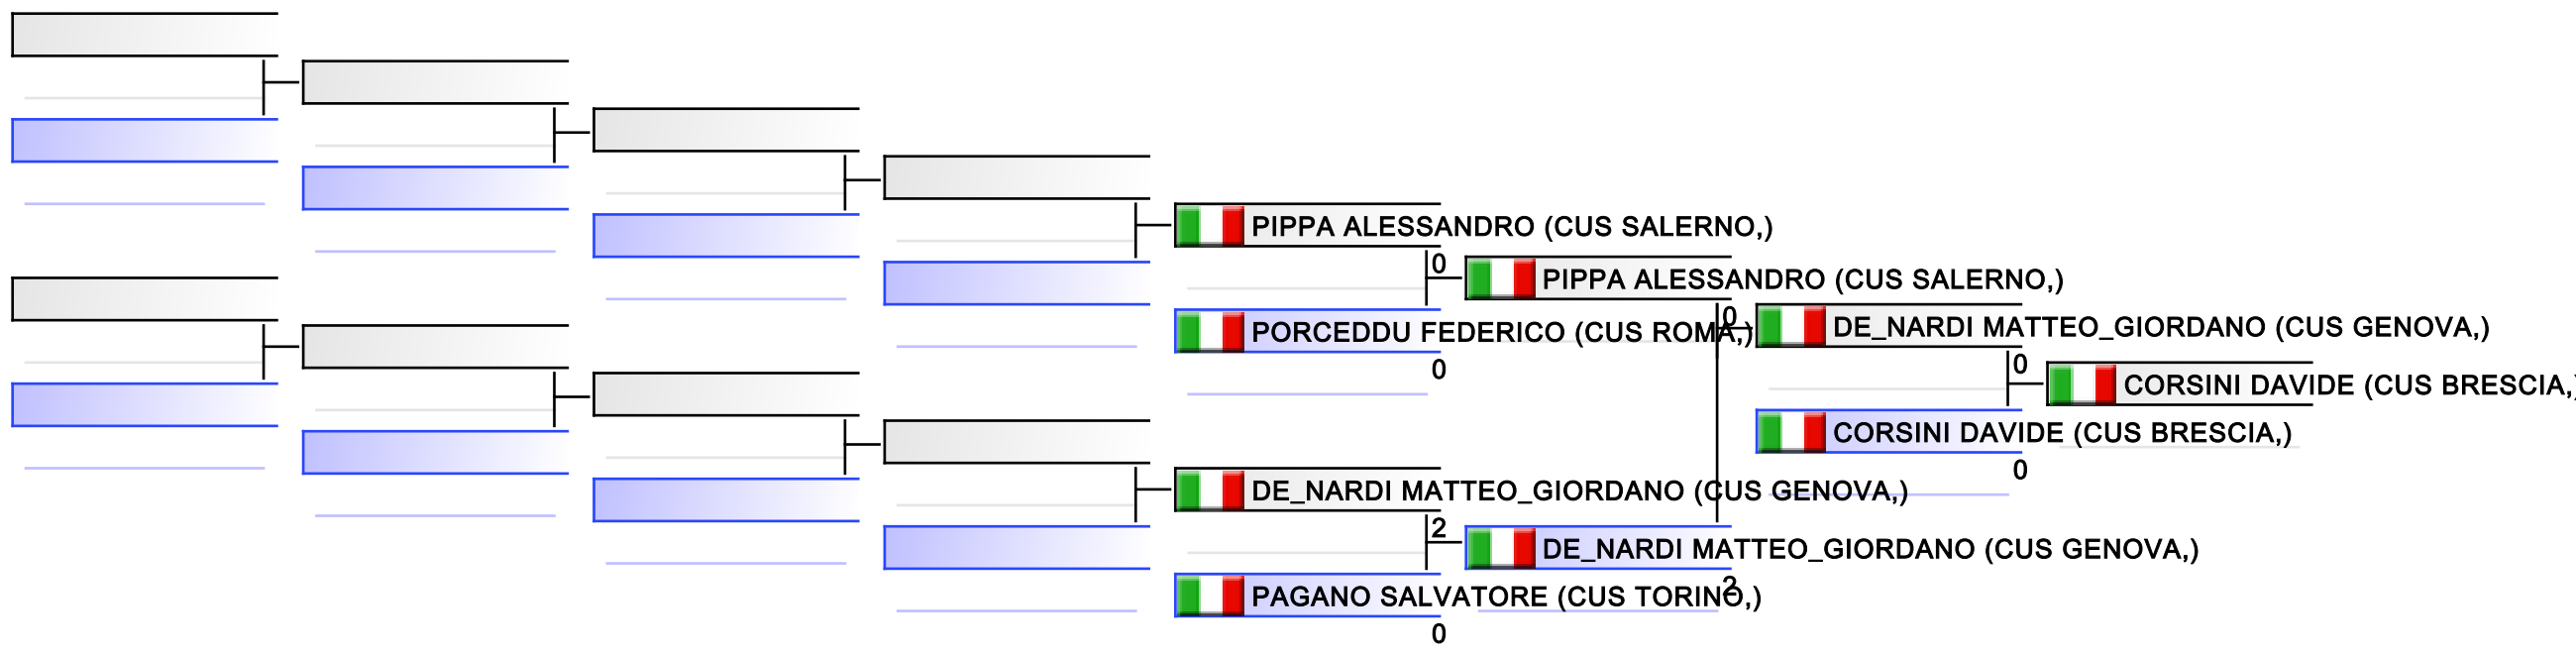 PIPPA ALESSANDRO (CUS SALERNO,)
0
PIPPA ALESSANDRO (CUS SALERNO,)
0
PORCEDDU FEDERICO (CUS ROMA,)
0
DE_NARDI MATTEO_GIORDANO (CUS GENOVA,)
0
CORSINI DAVIDE (CUS BRESCIA,)
CORSINI DAVIDE (CUS BRESCIA,)
0
DE_NARDI MATTEO_GIORDANO (CUS GENOVA,)
2
DE_NARDI MATTEO_GIORDANO (CUS GENOVA,)
2
PAGANO SALVATORE (CUS TORINO,)
0